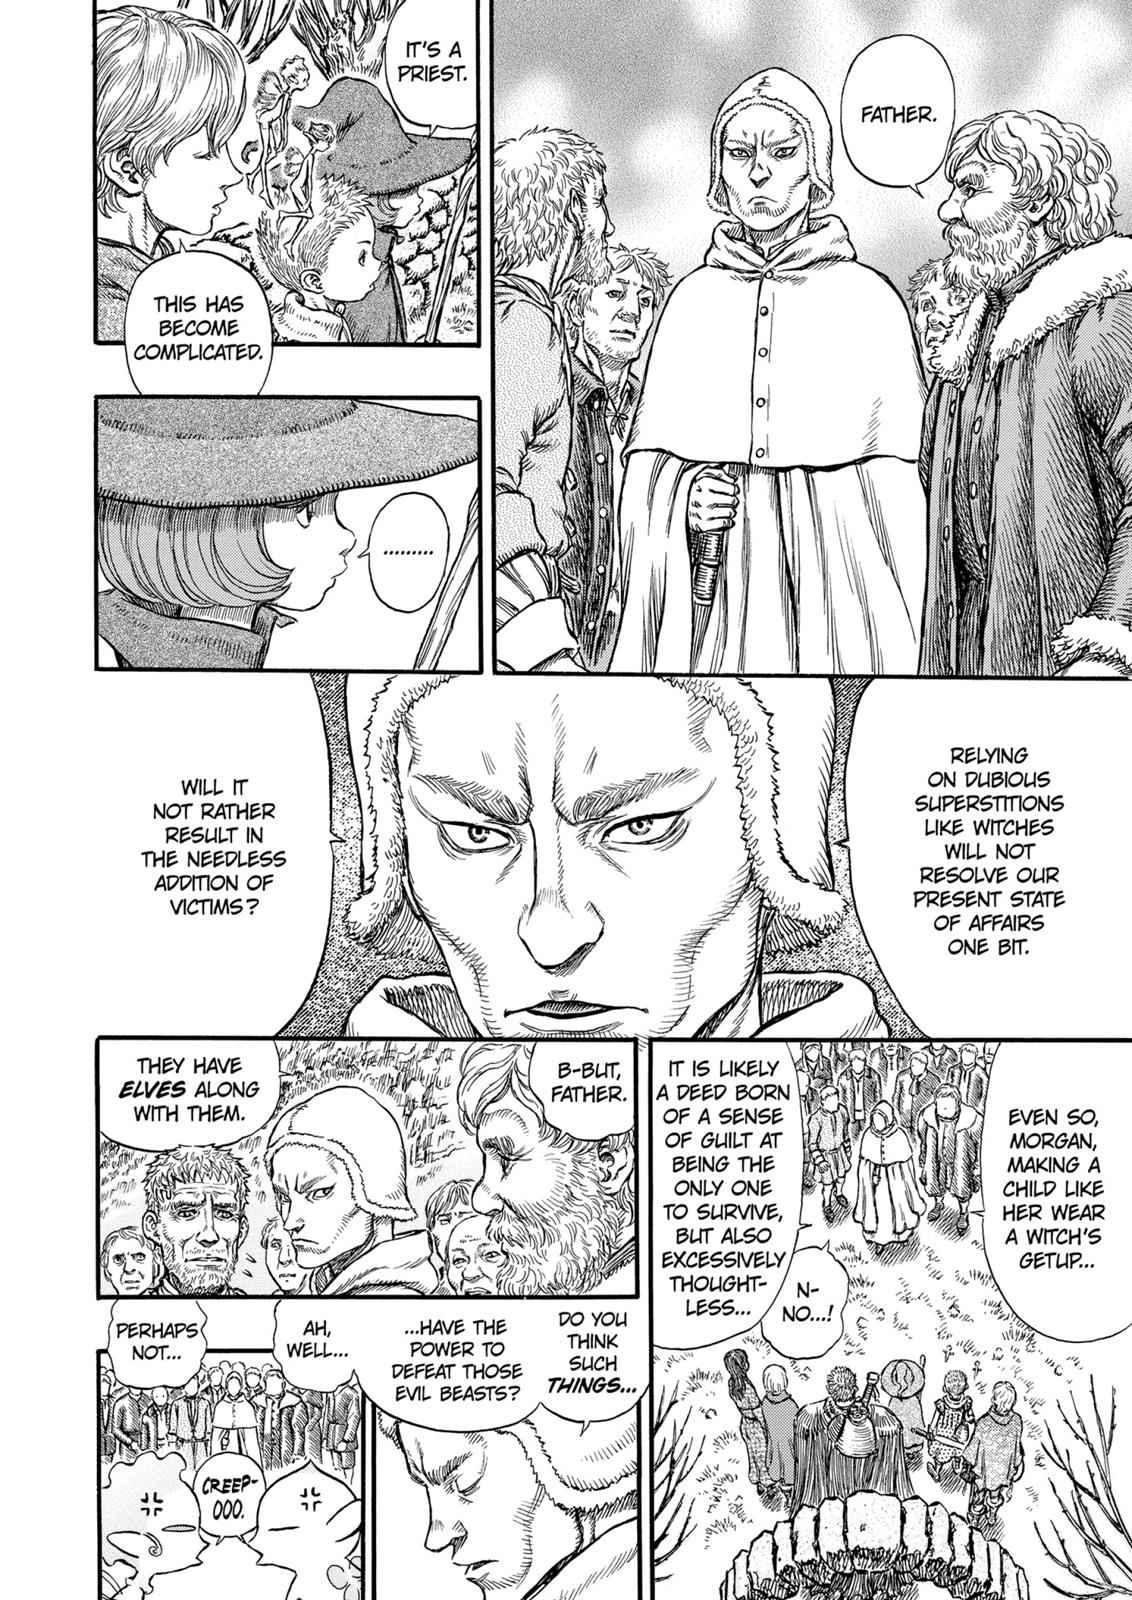 FATHER.
IT'S A
PRIEST.
THIS HAS
BECOME
COMPLICATED.
..........
RELYING
ON DUBIOUS
SUPERSTITIONS
LIKE WITCHES
WILL NOT
RESOLVE OUR
PRESENT STATE
OF AFFAIRS
ONE BIT.
WILL IT
NOT RATHER
RESULT IN
THE NEEDLESS
ADDITION OF
VICTIMS?
EVEN SO,
MORGAN,
MAKING A
CHILD LIKE
HER WEAR
A WITCH'S
GETUP...
IT IS LIKELY
A DEED BORN
OF A SENSE
OF GUILT AT
BEING THE
ONLY ONE
TO SURVIVE,
BUT ALSO
EXCESSIVELY
THOUGHT-
LESS...
N-
NO...!
B-BUT,
FATHER.
THEY HAVE
ELVES ALONG
WITH THEM.
DO YOU
THINK
SUCH
THINGS...
...HAVE THE
POWER TO
DEFEAT THOSE
EVIL BEASTS?
AH,
WELL...
PERHAPS
NOT...
CREEP-
OOO.